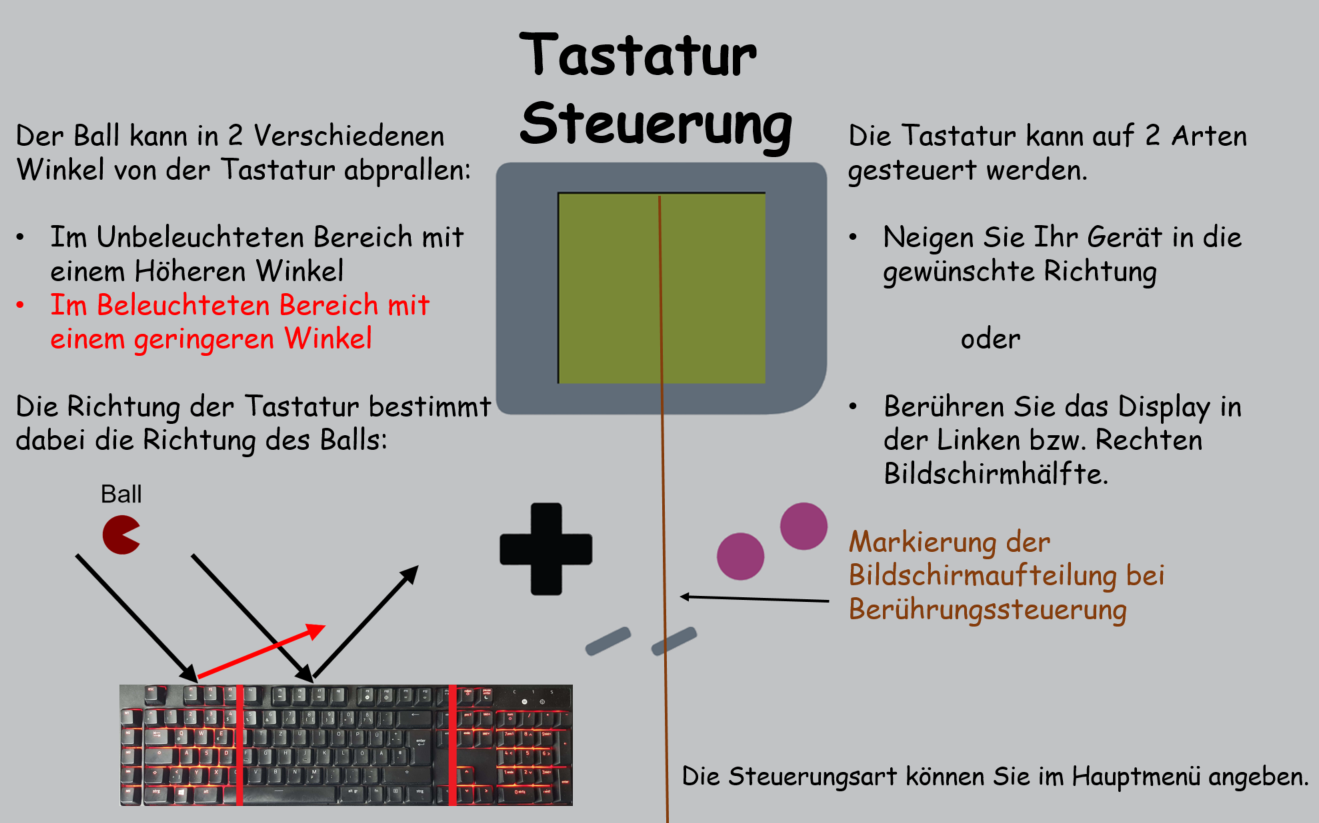 Tastatur
Steuerung
Der Ball kann in 2 Verschiedenen
Winkel von der Tastatur abprallen:
• Im Unbeleuchteten Bereich mit
einem Höheren Winkel
• Im Beleuchteten Bereich mit
einem geringeren Winkel
Die Richtung der Tastatur bestimmt
dabei die Richtung des Balls:
Ball
Die Tastatur kann auf 2 Arten
gesteuert werden.
• Neigen Sie Ihr Gerät in die
gewünschte Richtung
oder
• Berühren Sie das Display in
der Linken bzw. Rechten
Bildschirmhälfte.
Markierung der
Bildschirmaufteilung bei
Berührungssteuerung
Die Steuerungsart können Sie im Hauptmenü angeben.